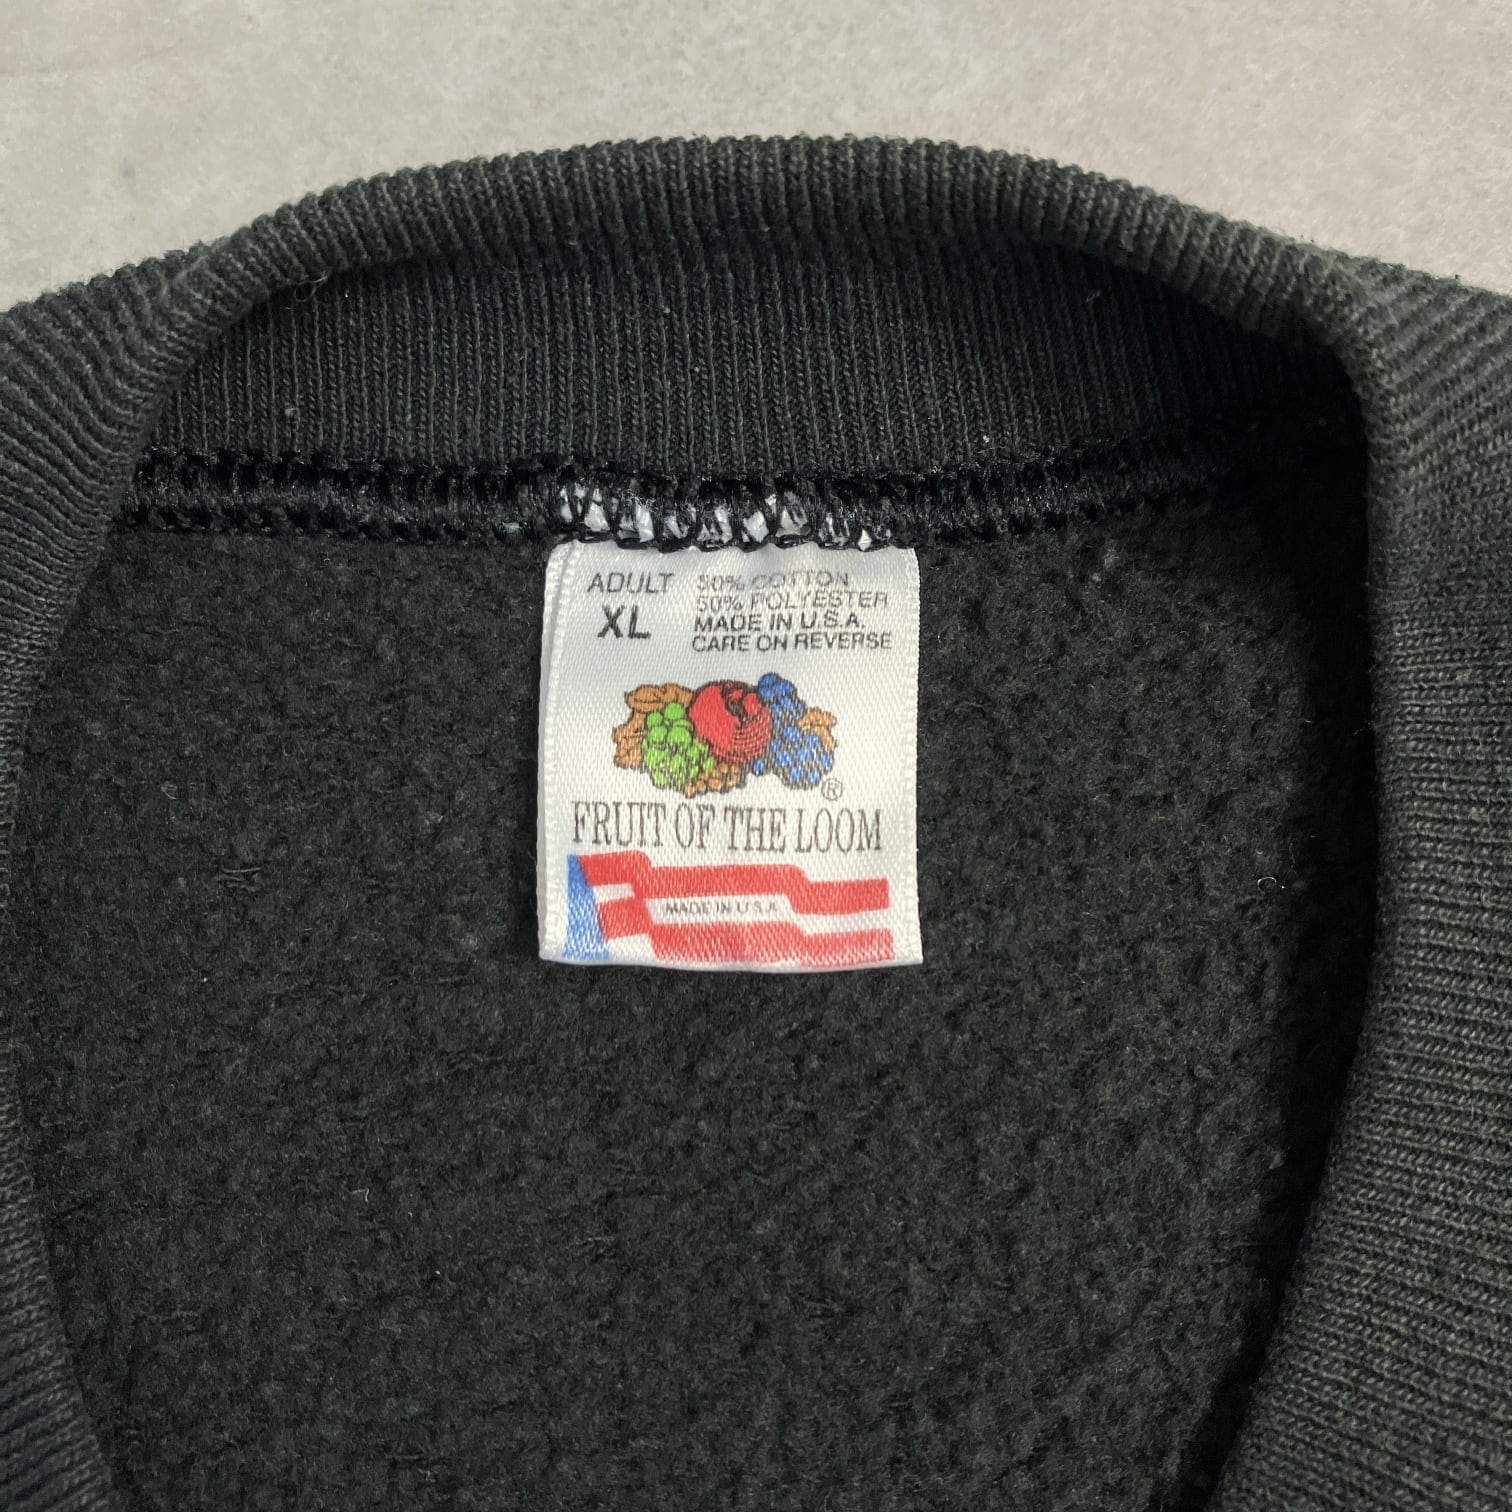 ADULT
XL
50% COTTON
50% POLYESTER
MADE IN U.S.A.
CARE ON REVERSE
®
FRUIT OF THE LOOM
MADE IN U.S.A.